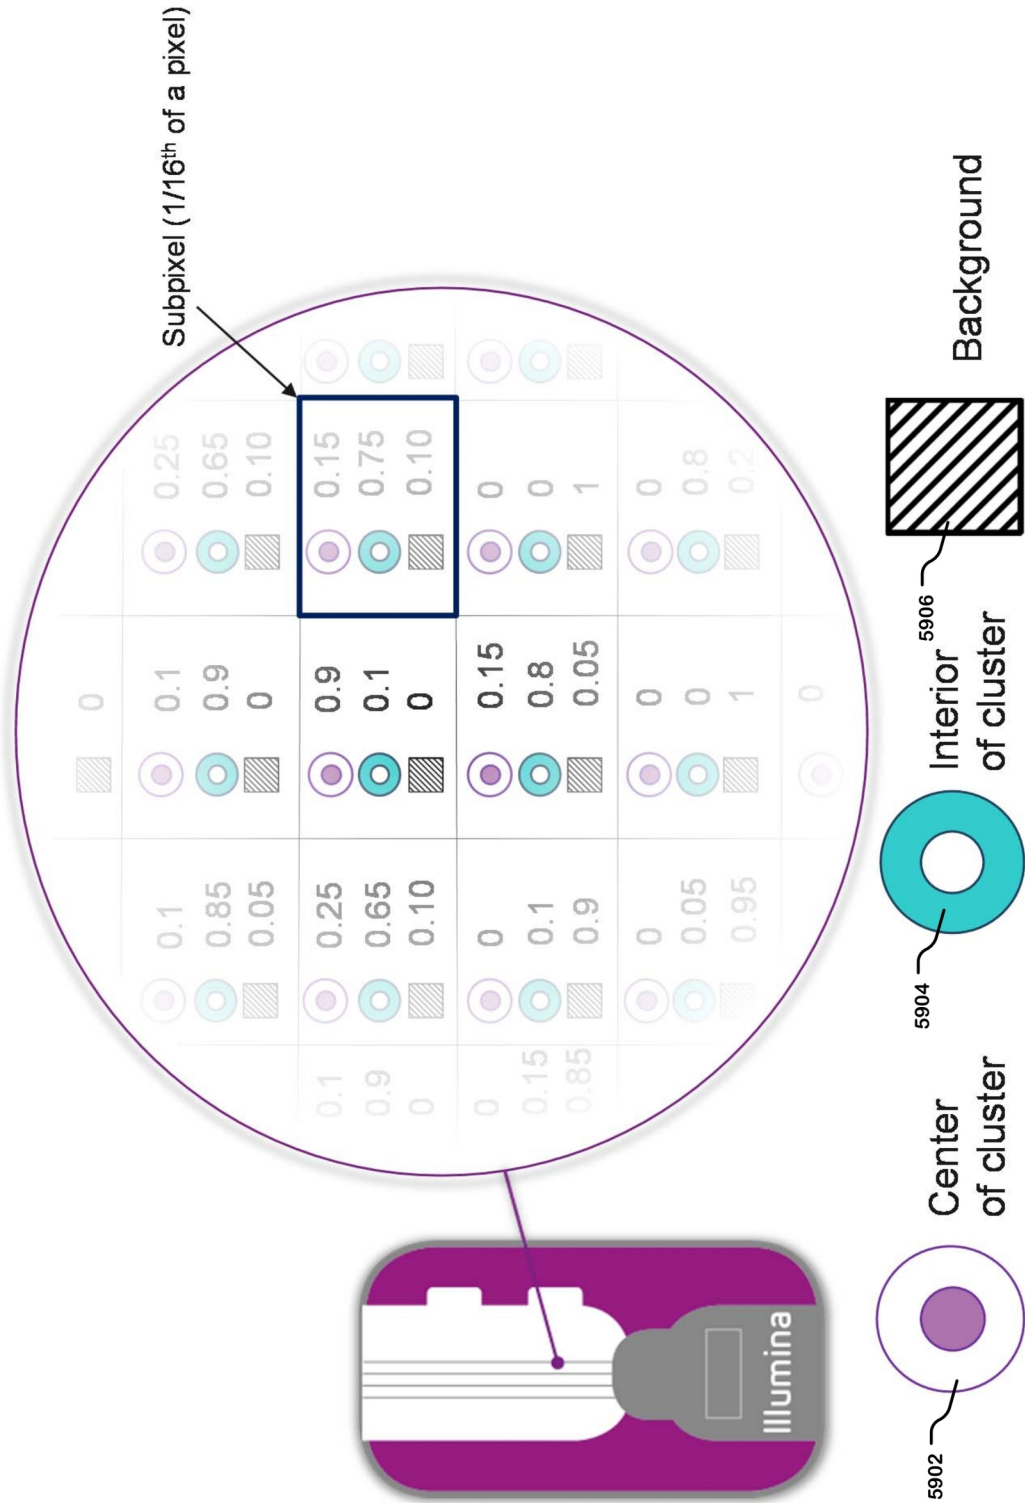 Subpixel (1/16th of a pixel)
0
0.1 0.1 0.25
0.85 0.9 0.65
0.05 0 0.10
0.1 0.25 0.9 0.15
0.9 0.65 0.1 0.75
0 0.10 0 0.10
0 0 0.15 0
0.15 0.1 0.8 0
0.85 0.9 0.05 1
0 0 0
0.05 0 0.8
0.95 1 0.2
0
Illumina
5902
Center
of cluster
5904
Interior
of cluster
5906
Background